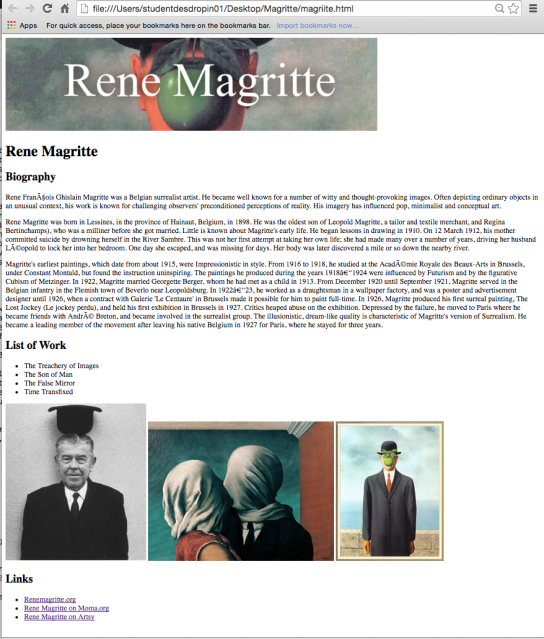 file:///Users/studentdesdropin01/Desktop/Magritte/magriite.html
Apps For quick access, place your bookmarks here on the bookmarks bar. Import bookmarks now...
Rene Magritte
Rene Magritte
Biography
Rene FranÃ§ois Ghislain Magritte was a Belgian surrealist artist. He became well known for a number of witty and thought-provoking images. Often depicting ordinary objects in
an unusual context, his work is known for challenging observers' preconditioned perceptions of reality. His imagery has influenced pop, minimalist and conceptual art.
Rene Magritte was born in Lessines, in the province of Hainaut, Belgium, in 1898. He was the oldest son of Leopold Magritte, a tailor and textile merchant, and Regina
Bertinchamps), who was a milliner before she got married. Little is known about Magritte's early life. He began lessons in drawing in 1910. On 12 March 1912, his mother
committed suicide by drowning herself in the River Sambre. This was not her first attempt at taking her own life; she had made many over a number of years, driving her husband
LÃ©opold to lock her into her bedroom. One day she escaped, and was missing for days. Her body was later discovered a mile or so down the nearby river.
Magritte's earliest paintings, which date from about 1915, were Impressionistic in style. From 1916 to 1918, he studied at the AcadÃ©mie Royale des Beaux-Arts in Brussels,
under Constant Montald, but found the instruction uninspiring. The paintings he produced during the years 1918â€“1924 were influenced by Futurism and by the figurative
Cubism of Metzinger. In 1922, Magritte married Georgette Berger, whom he had met as a child in 1913. From December 1920 until September 1921, Magritte served in the
Belgian infantry in the Flemish town of Beverlo near Leopoldsburg. In 1922â€“23, he worked as a draughtsman in a wallpaper factory, and was a poster and advertisement
designer until 1926, when a contract with Galerie 'Le Centaure' in Brussels made it possible for him to paint full-time. In 1926, Magritte produced his first surreal painting, The
Lost Jockey (Le jockey perdu), and held his first exhibition in Brussels in 1927. Critics heaped abuse on the exhibition. Depressed by the failure, he moved to Paris where he
became friends with AndrÃ© Breton, and became involved in the surrealist group. The illusionistic, dream-like quality is characteristic of Magritte's version of Surrealism. He
became a leading member of the movement after leaving his native Belgium in 1927 for Paris, where he stayed for three years.
List of Work
The Treachery of Images
The Son of Man
The False Mirror
Time Transfixed
Links
Renemagritte.org
Rene Magritte on Moma.org
Rene Magritte on Artsy